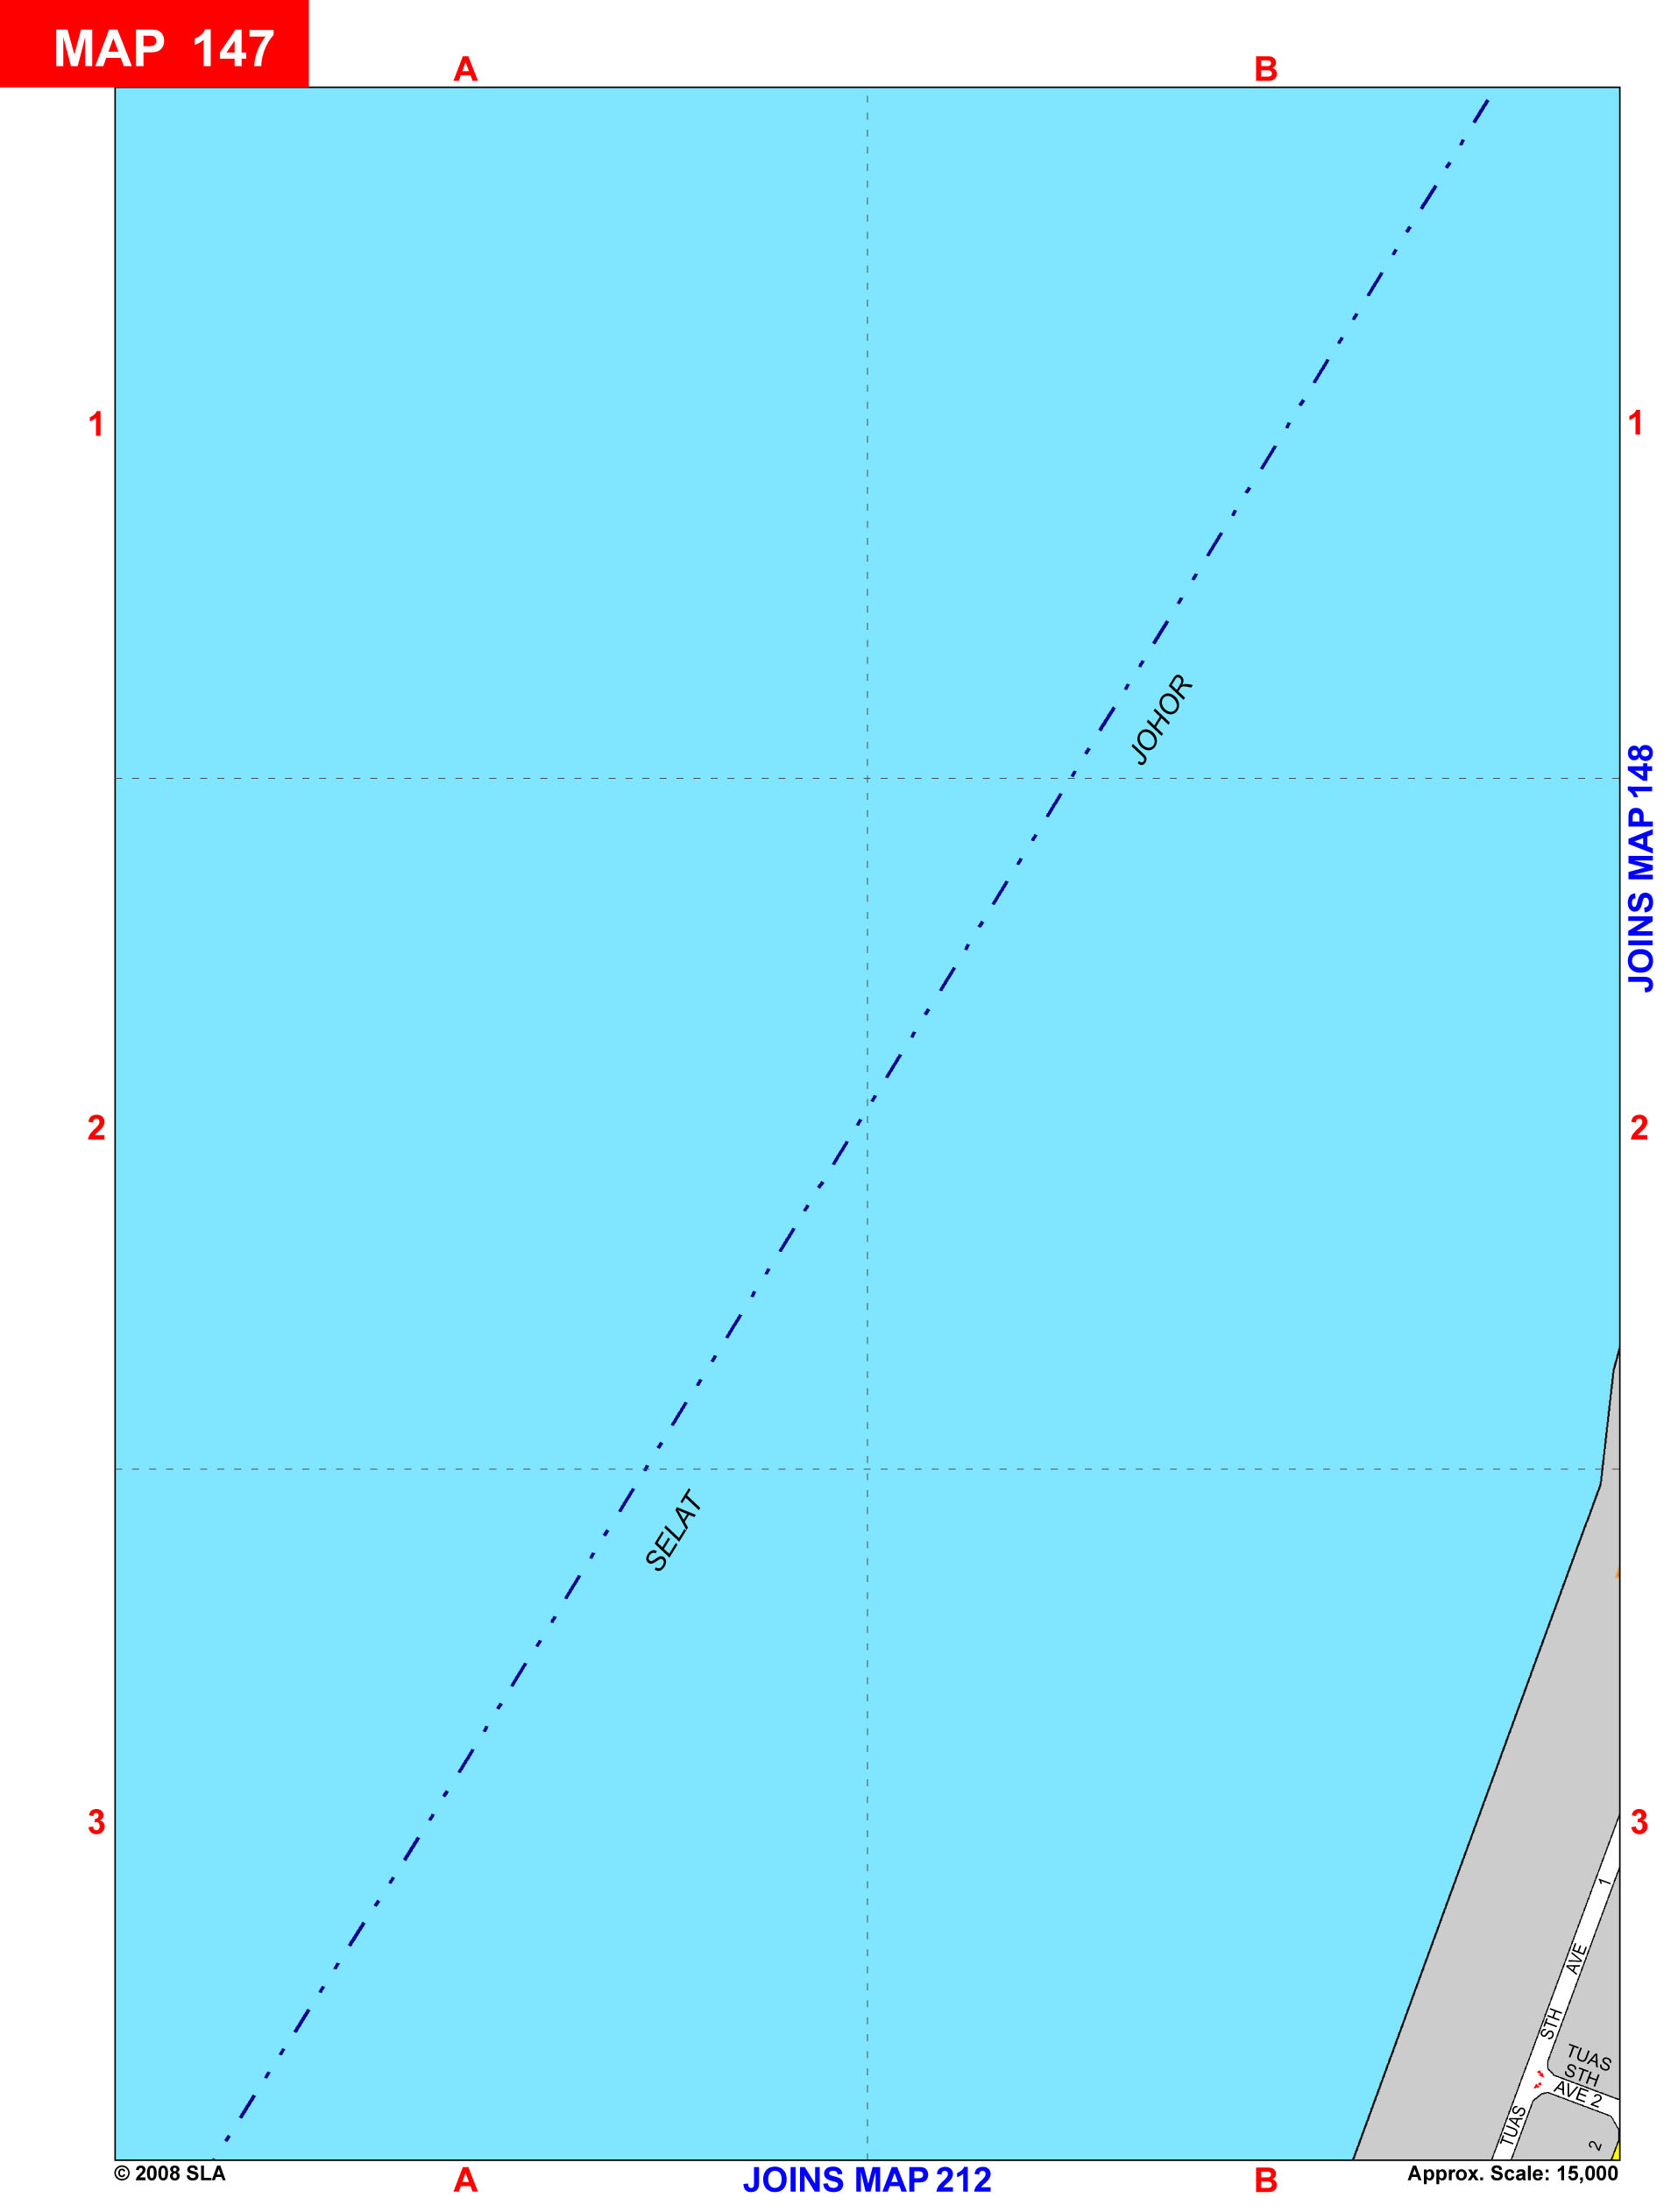 MAP 147
A
B
1
1
JOHOR
JOINS MAP 148
2
2
SELAT
3
3
TUAS STH AVE 1
TUAS
STH
AVE 2
2
© 2008 SLA
A
JOINS MAP 212
B
Approx. Scale: 15,000